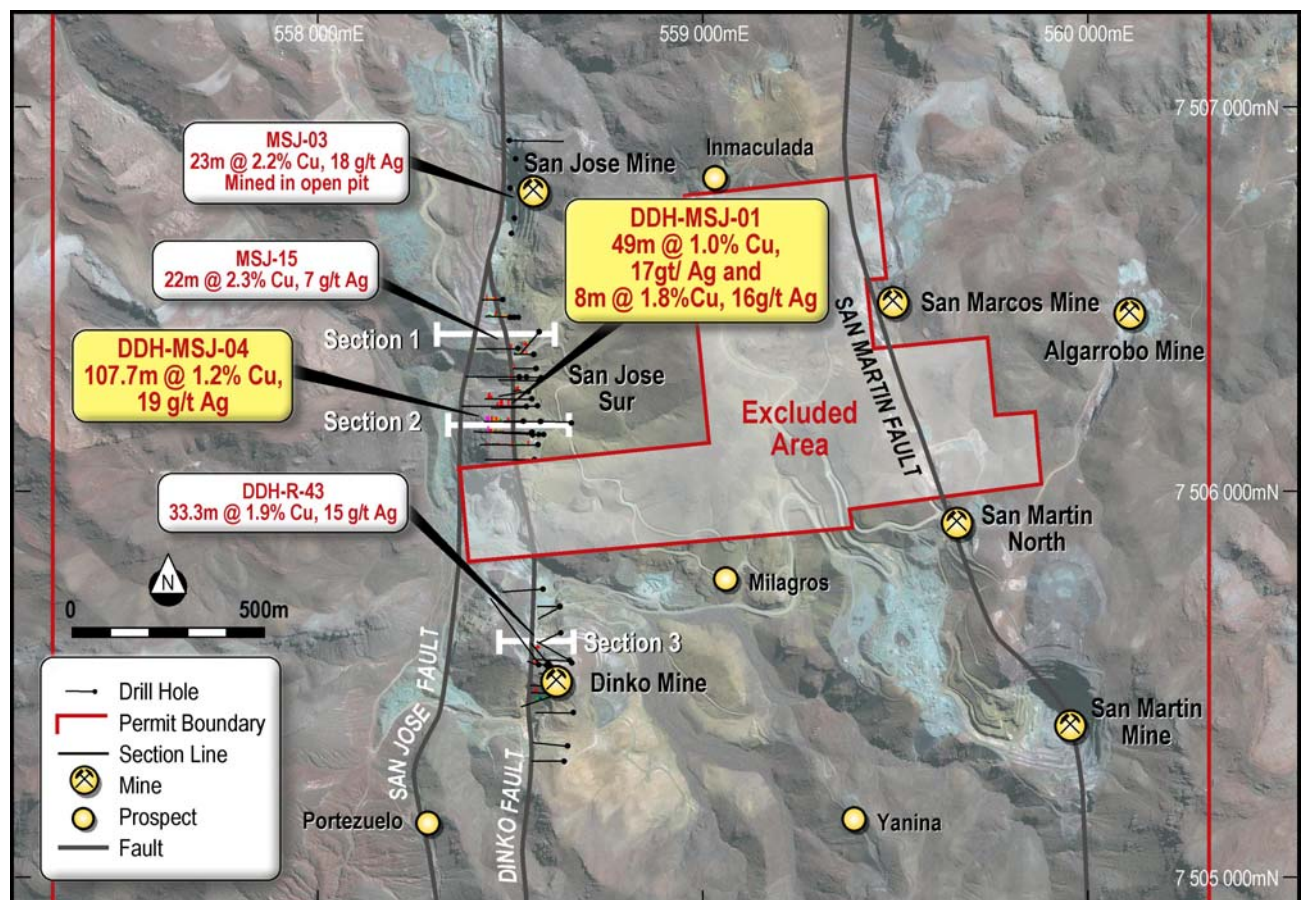 558 000mE
559 000mE
560 000mE
7 507 000mN
MSJ-03
23m @ 2.2% Cu, 18 g/t Ag
Mined in open pit
San Jose Mine
Inmaculada
DDH-MSJ-01
49m @ 1.0% Cu,
17gt/ Ag and
8m @ 1.8%Cu, 16g/t Ag
MSJ-15
22m @ 2.3% Cu, 7 g/t Ag
San Marcos Mine
Algarrobo Mine
Section 1
DDH-MSJ-04
107.7m @ 1.2% Cu,
19 g/t Ag
San Jose
Sur
SAN MARTIN FAULT
Section 2
Excluded
Area
DDH-R-43
33.3m @ 1.9% Cu, 15 g/t Ag
7 506 000mN
San Martin
North
N
Milagros
0
500m
Section 3
SAN JOSE FAULT
Dinko Mine
Drill Hole
Permit Boundary
Section Line
Mine
Prospect
Fault
San Martin
Mine
DINKO FAULT
Portezuelo
Yanina
7 505 000mN